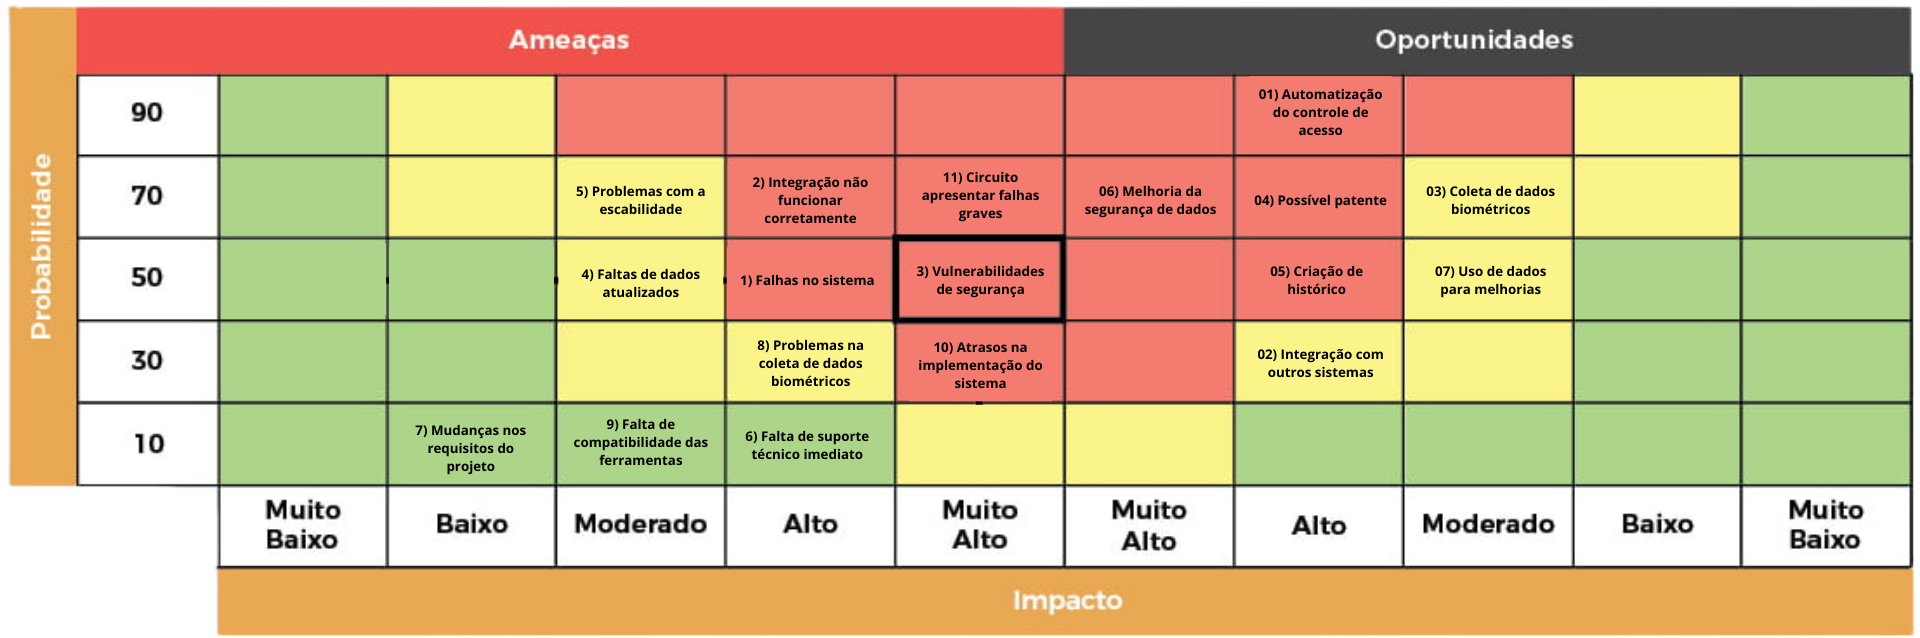 Ameaças
Oportunidades
Probabilidade
90
01) Automatização
do controle de
acesso
70
5) Problemas com a
escabilidade
2) Integração não
funcionar
corretamente
11) Circuito
apresentar falhas
graves
06) Melhoria da
segurança de dados
04) Possível patente
03) Coleta de dados
biométricos
50
4) Faltas de dados
atualizados
1) Falhas no sistema
3) Vulnerabilidades
de segurança
05) Criação de
histórico
07) Uso de dados
para melhorias
30
8) Problemas na
coleta de dados
biométricos
10) Atrasos na
implementação do
sistema
02) Integração com
outros sistemas
10
7) Mudanças nos
requisitos do
projeto
9) Falta de
compatibilidade das
ferramentas
6) Falta de suporte
técnico imediato
Muito
Baixo
Baixo
Moderado
Alto
Muito
Alto
Muito
Alto
Alto
Moderado
Baixo
Muito
Baixo
Impacto